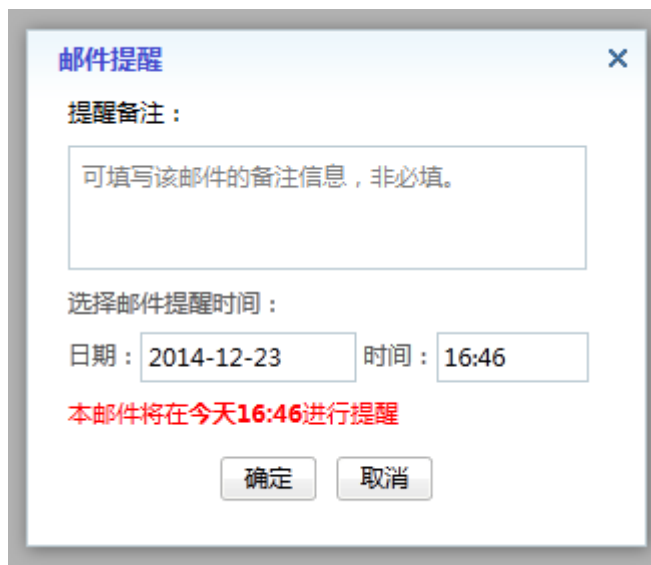 邮件提醒
提醒备注：
可填写该邮件的备注信息，非必填。
选择邮件提醒时间：
日期：2014-12-23 时间：16:46
本邮件将在今天16:46进行提醒
确定 取消